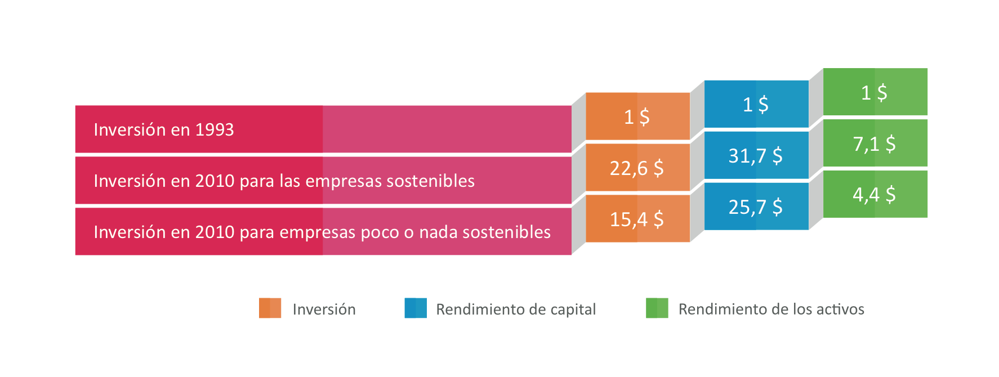 Inversión en 1993 1 $ 1 $ 1 $
Inversión en 2010 para las empresas sostenibles 22,6 $ 31,7 $ 7,1 $
Inversión en 2010 para empresas poco o nada sostenibles 15,4 $ 25,7 $ 4,4 $
Inversión Rendimiento de capital Rendimiento de los activos